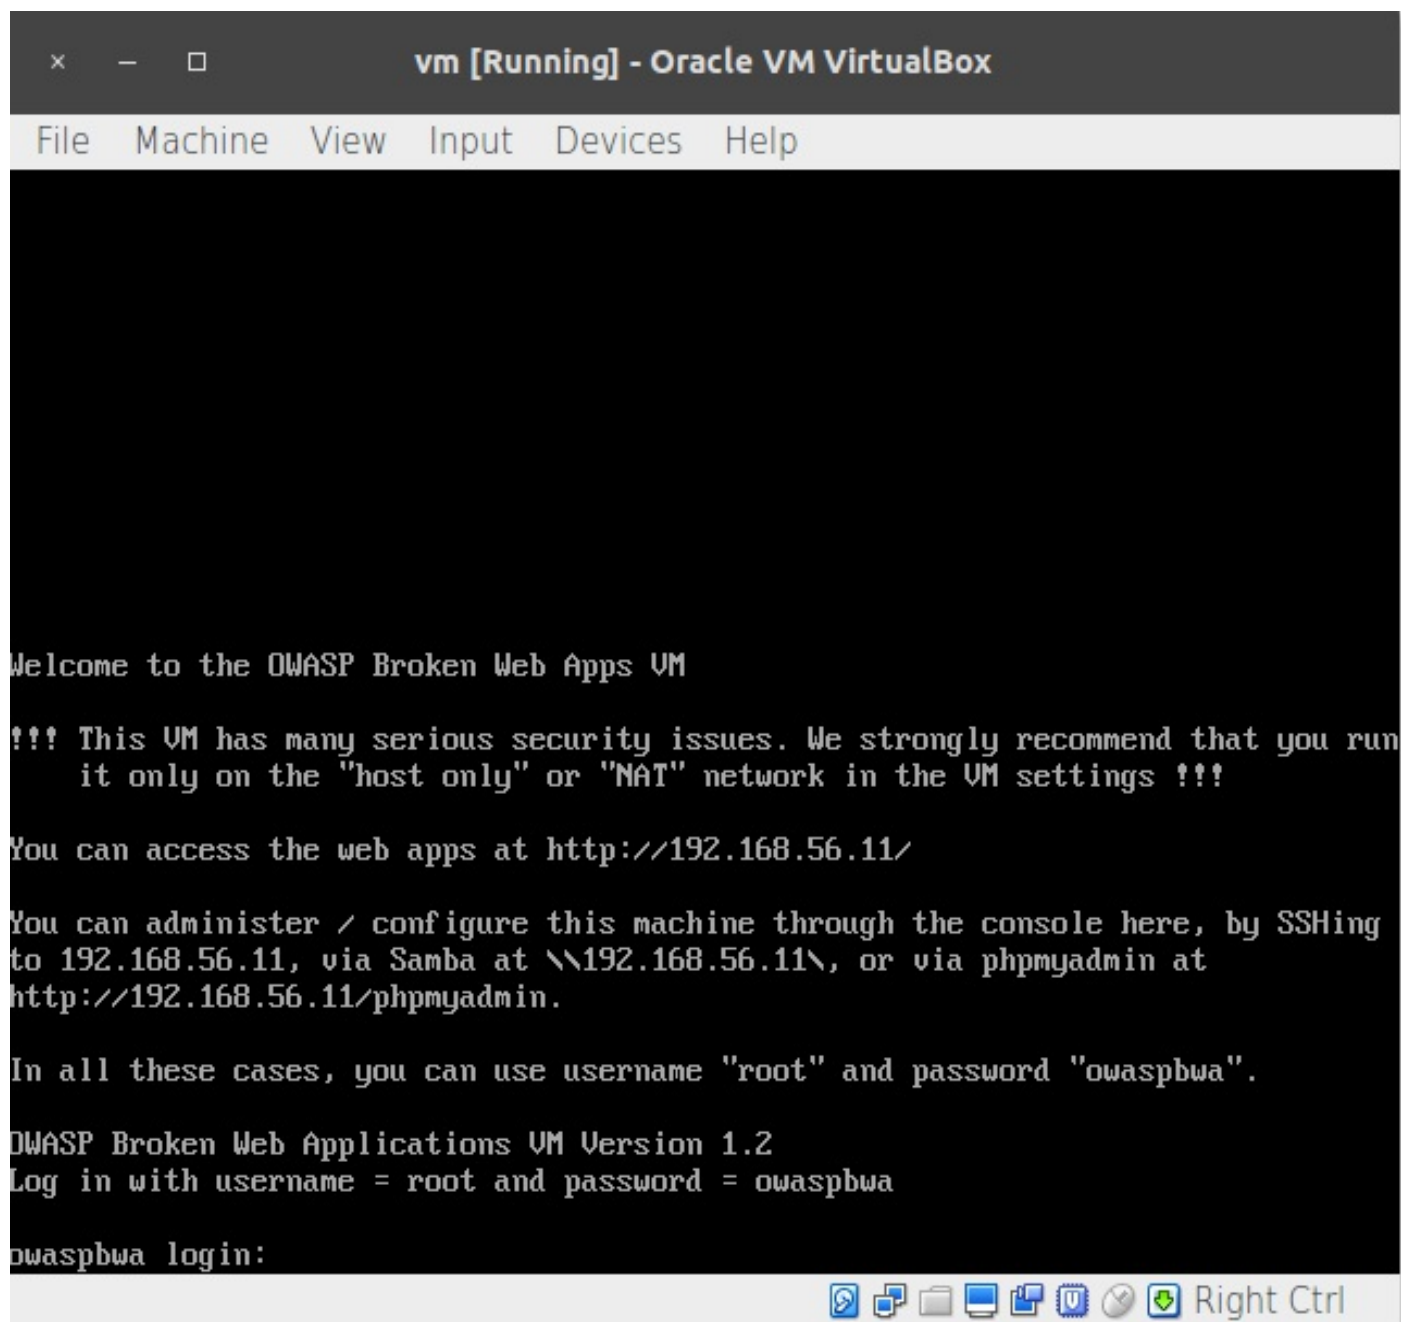 vm [Running] - Oracle VM VirtualBox
File Machine View Input Devices Help
Welcome to the OWASP Broken Web Apps VM
!!! This VM has many serious security issues. We strongly recommend that you run
it only on the "host only" or "NAT" network in the VM settings !!!
You can access the web apps at http://192.168.56.11/
You can administer / configure this machine through the console here, by SSHing
to 192.168.56.11, via Samba at \\192.168.56.11\, or via phpmyadmin at
http://192.168.56.11/phpmyadmin.
In all these cases, you can use username "root" and password "owaspbwa".
OWASP Broken Web Applications VM Version 1.2
Log in with username = root and password = owaspbwa
owaspbwa login:
Right Ctrl